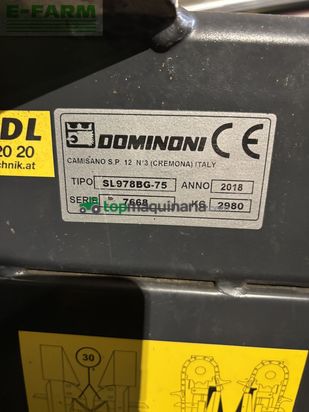 E-FARM
DL
20 20
hnik.at
DOMINONI CE
CAMISANO S.P. 12 N°3 (CREMONA) ITALY
TIPO SL978BG-75 ANNO 2018
SERIE 7668 KG 2980
topmaquinaria
30